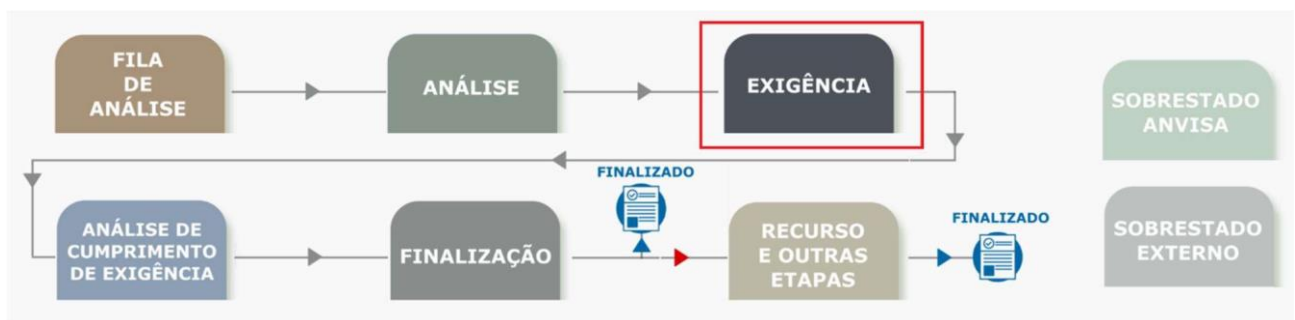 FILA
DE
ANÁLISE
ANÁLISE
EXIGÊNCIA
SOBRESTADO
ANVISA
ANÁLISE DE
CUMPRIMENTO
DE EXIGÊNCIA
FINALIZAÇÃO
FINALIZADO
RECURSO
E OUTRAS
ETAPAS
FINALIZADO
SOBRESTADO
EXTERNO